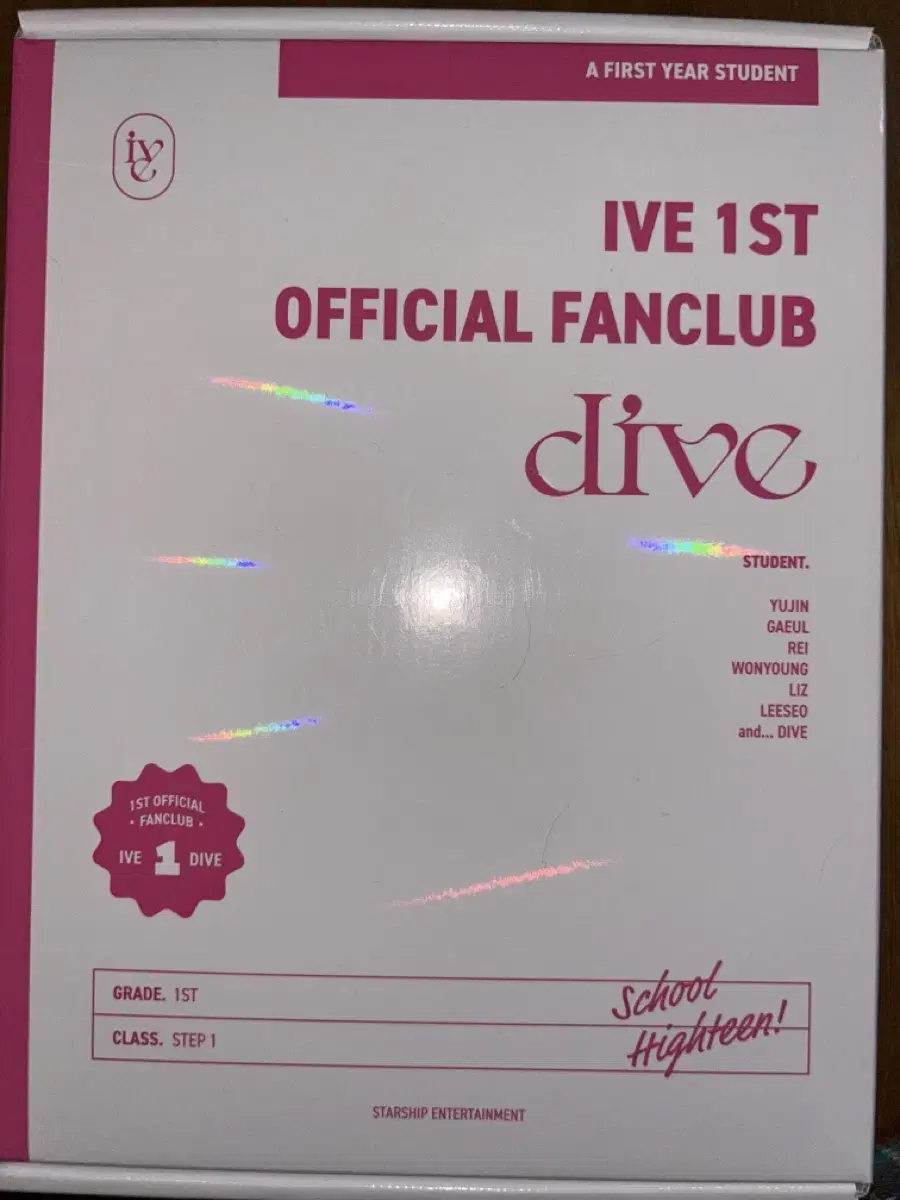 A FIRST YEAR STUDENT
ive
IVE 1ST
OFFICIAL FANCLUB
dive
STUDENT.
YUJIN
GAEUL
REI
WONYOUNG
LIZ
LEESEO
and... DIVE
1ST OFFICIAL
• FANCLUB •
IVE 1 DIVE
GRADE. 1ST
CLASS. STEP 1
School
Highteen!
STARSHIP ENTERTAINMENT